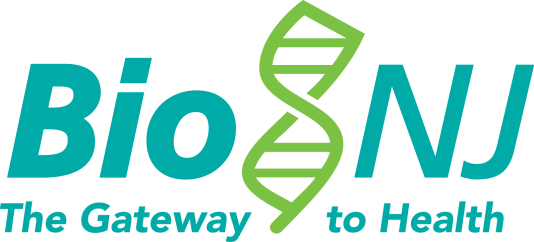 BioNJ
The Gateway to Health